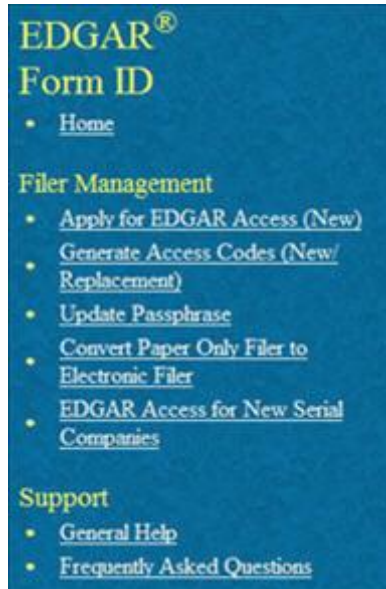 EDGAR®
Form ID
• Home
Filer Management
• Apply for EDGAR Access (New)
• Generate Access Codes (New/
Replacement)
• Update Passphrase
• Convert Paper Only Filer to
Electronic Filer
• EDGAR Access for New Serial
Companies
Support
• General Help
• Frequently Asked Questions